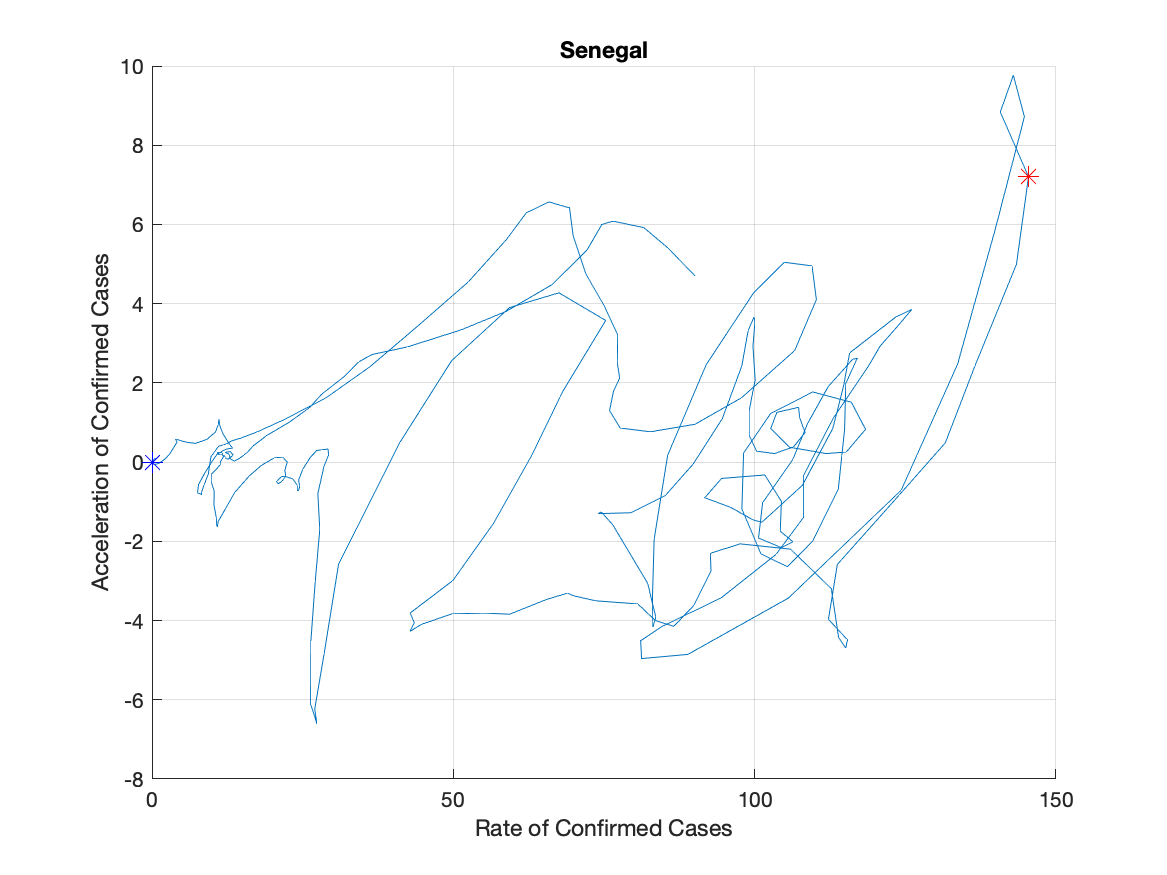 Senegal
10
8
6
4
2
0
-2
-4
-6
-8
0 50 100 150
Acceleration of Confirmed Cases
Rate of Confirmed Cases